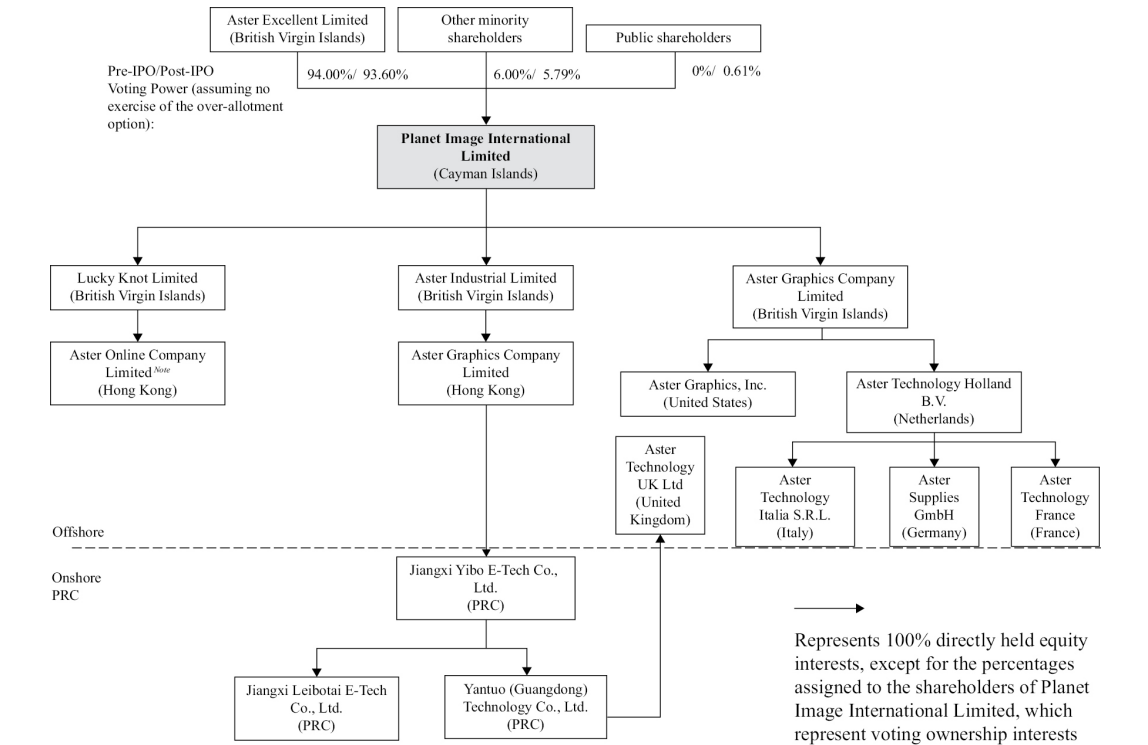 Aster Excellent Limited
(British Virgin Islands)
Other minority
shareholders
Public shareholders
Pre-IPO/Post-IPO
Voting Power (assuming no
exercise of the over-allotment
option):
94.00%/ 93.60%
6.00%/ 5.79%
0%/ 0.61%
Planet Image International
Limited
(Cayman Islands)
Lucky Knot Limited
(British Virgin Islands)
Aster Industrial Limited
(British Virgin Islands)
Aster Graphics Company
Limited
(British Virgin Islands)
Aster Online Company
Limited Note
(Hong Kong)
Aster Graphics Company
Limited
(Hong Kong)
Aster Graphics, Inc.
(United States)
Aster Technology Holland
B.V.
(Netherlands)
Aster
Technology
UK Ltd
(United
Kingdom)
Aster
Technology
Italia S.R.L.
(Italy)
Aster
Supplies
GmbH
(Germany)
Aster
Technology
France
(France)
Offshore
Onshore
PRC
Jiangxi Yibo E-Tech Co.,
Ltd.
(PRC)
Jiangxi Leibotai E-Tech
Co., Ltd.
(PRC)
Yantuo (Guangdong)
Technology Co., Ltd.
(PRC)
Represents 100% directly held equity
interests, except for the percentages
assigned to the shareholders of Planet
Image International Limited, which
represent voting ownership interests